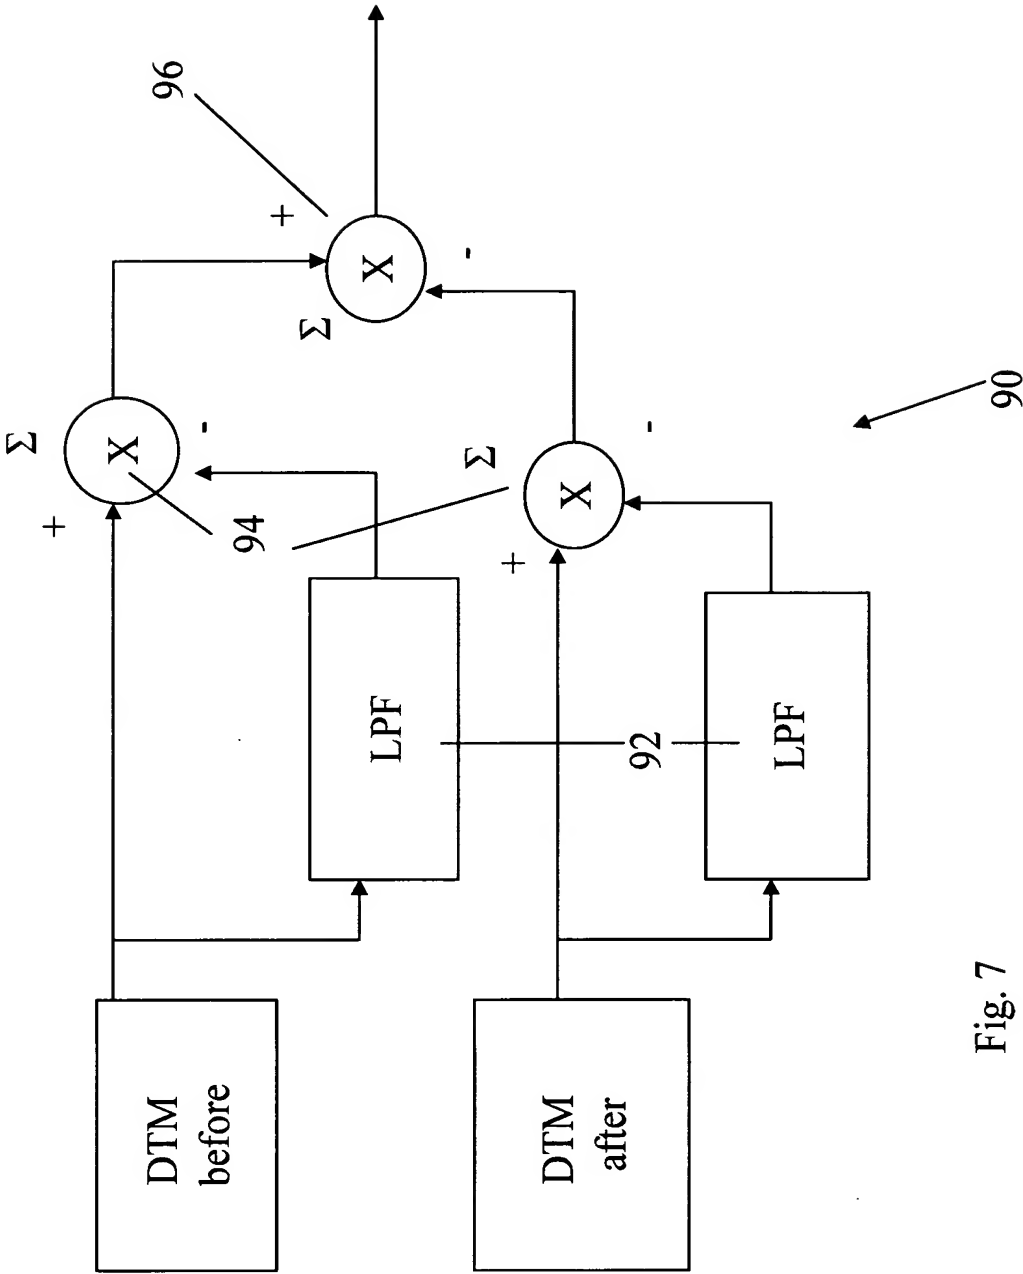 DTM
before
DTM
after
LPF
LPF
92
94
Σ
+
X
-
Σ
+
X
-
Σ
+
X
-
96
90
Fig. 7